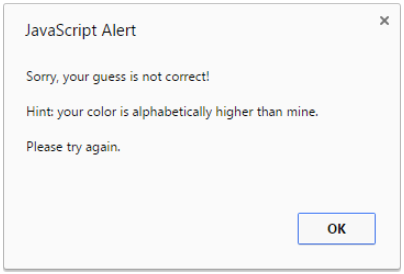 JavaScript Alert
Sorry, your guess is not correct!
Hint: your color is alphabetically higher than mine.
Please try again.
OK